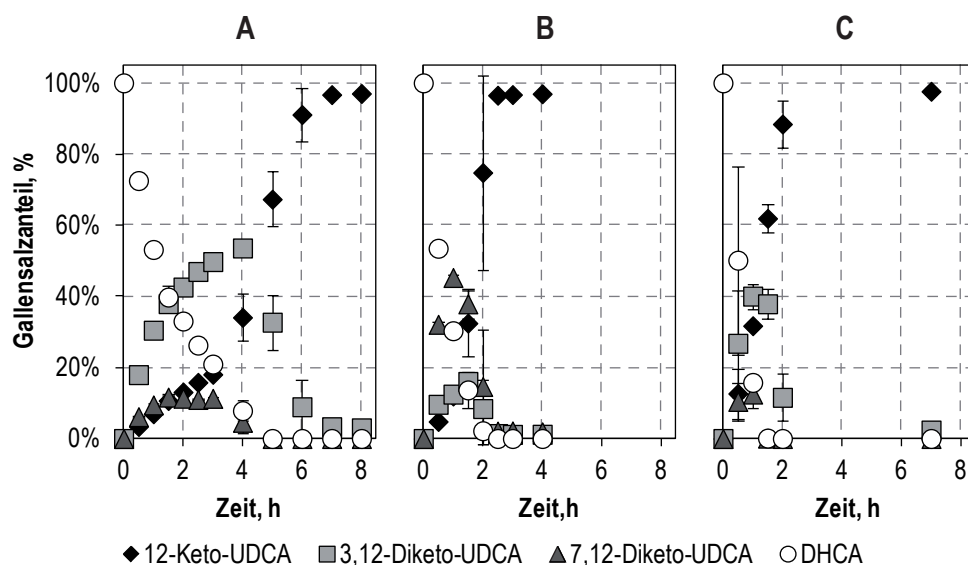 A B C
Gallensalzanteil, %
100%
80%
60%
40%
20%
0%
0 2 4 6 8
0 2 4 6 8
0 2 4 6 8
Zeit, h Zeit,h Zeit, h
12-Keto-UDCA 3,12-Diketo-UDCA 7,12-Diketo-UDCA DHCA